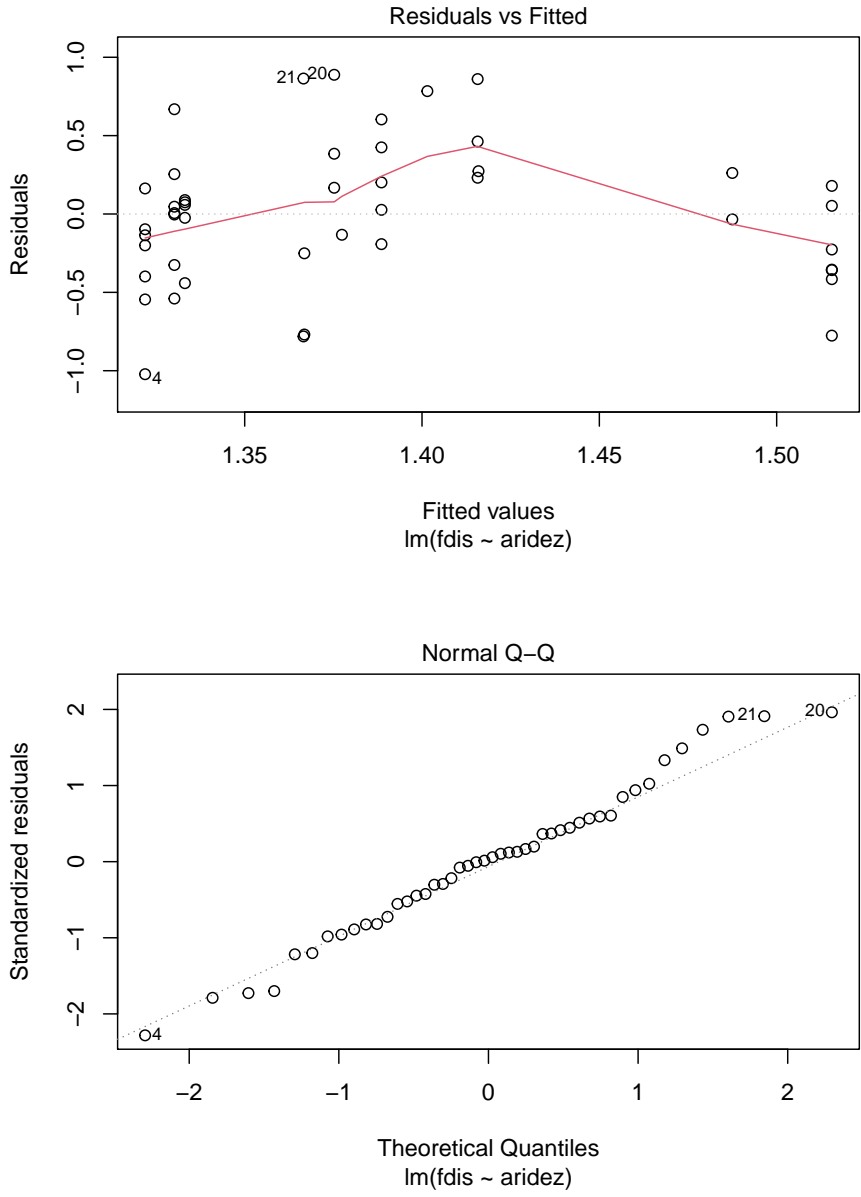 Residuals vs Fitted
1.0
0.5
0.0
−0.5
−1.0
Residuals
21
20
4
1.35 1.40 1.45 1.50
Fitted values
lm(fdis ~ aridez)
Normal Q−Q
2
1
0
−1
−2
Standardized residuals
21
20
4
−2 −1 0 1 2
Theoretical Quantiles
lm(fdis ~ aridez)